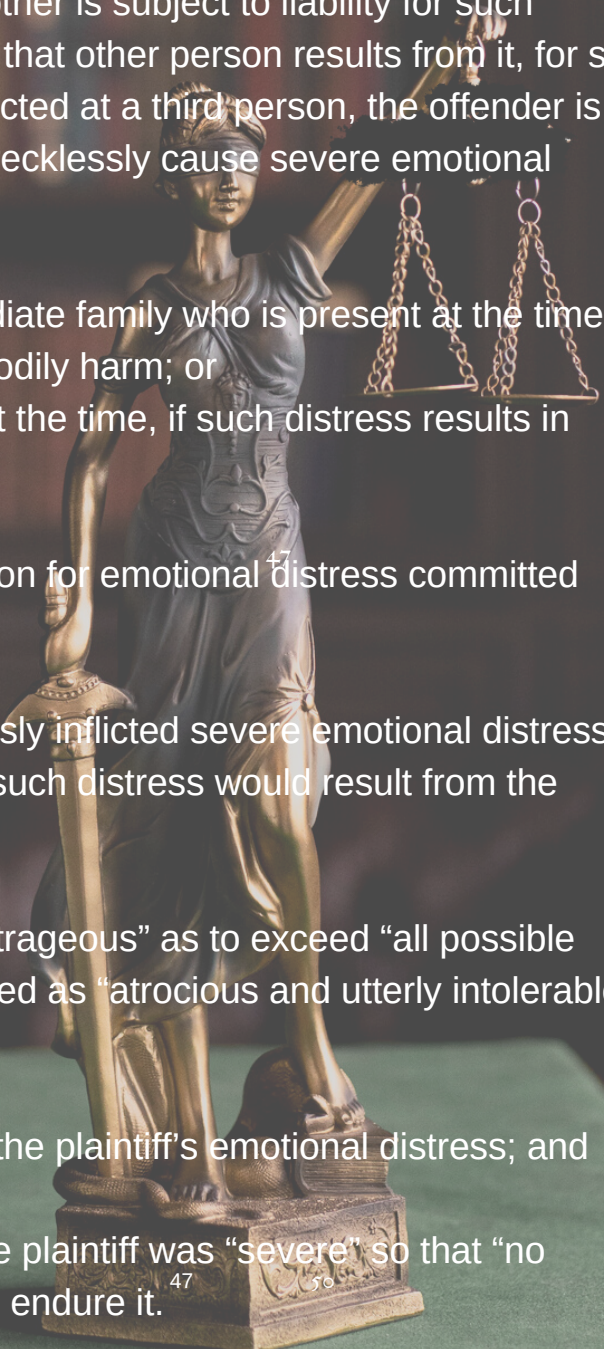 other is subject to liability for such
that other person results from it, for s
cted at a third person, the offender is
ecklessly cause severe emotional
diate family who is present at the time
odily harm; or
t the time, if such distress results in
47
on for emotional distress committed
sly inflicted severe emotional distress
such distress would result from the
trageous” as to exceed “all possible
ed as “atrocious and utterly intolerable
the plaintiff’s emotional distress; and
e plaintiff was “severe” so that “no
endure it. 47 50